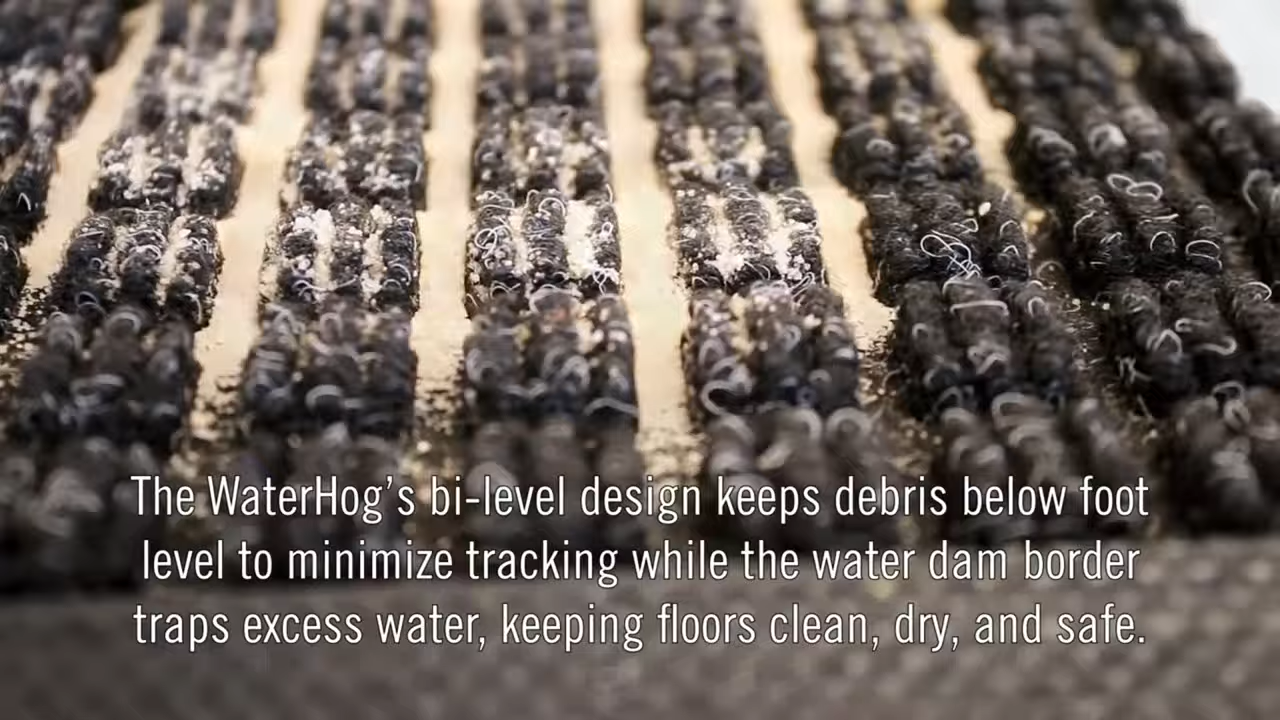 The WaterHog’s bi-level design keeps debris below foot
level to minimize tracking while the water dam border
traps excess water, keeping floors clean, dry, and safe.